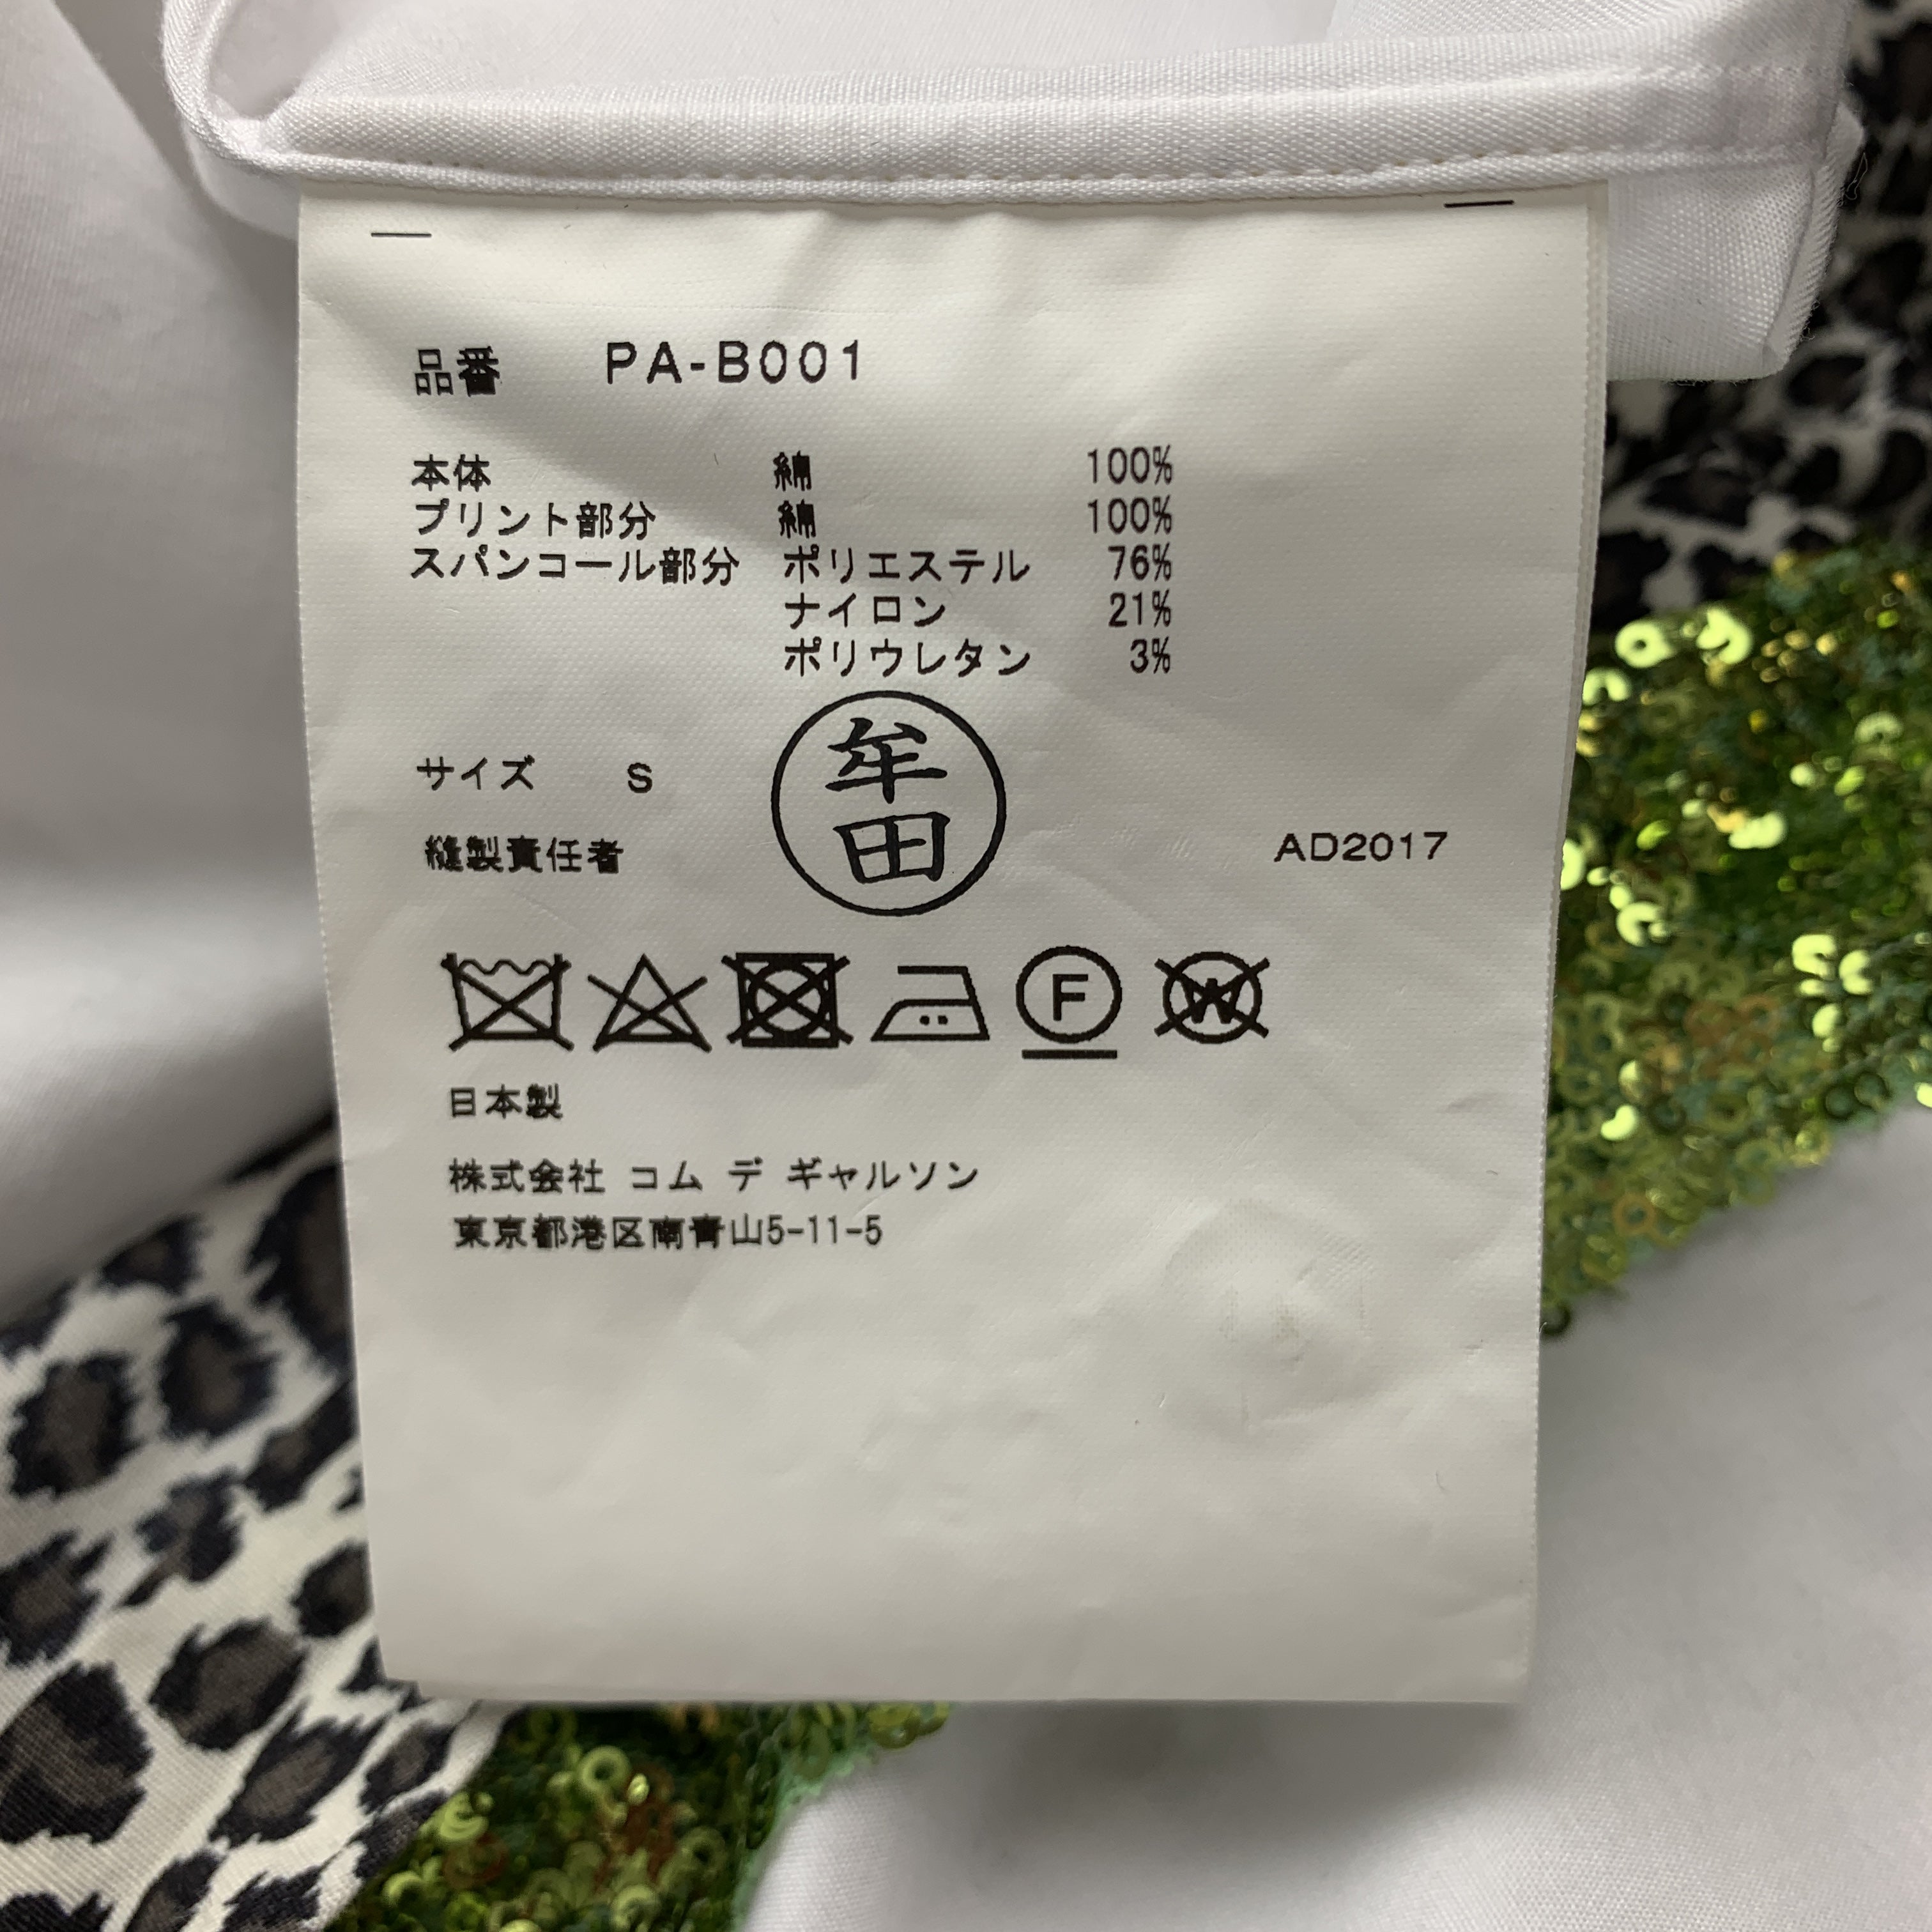 品番 PA-B001
本体 綿 100%
プリント部分 綿 100%
スパンコール部分 ポリエステル 76%
ナイロン 21%
ポリウレタン 3%
サイズ S
牟田
縫製責任者
AD2017
F W
日本製
株式会社 コム デ ギャルソン
東京都港区南青山5-11-5